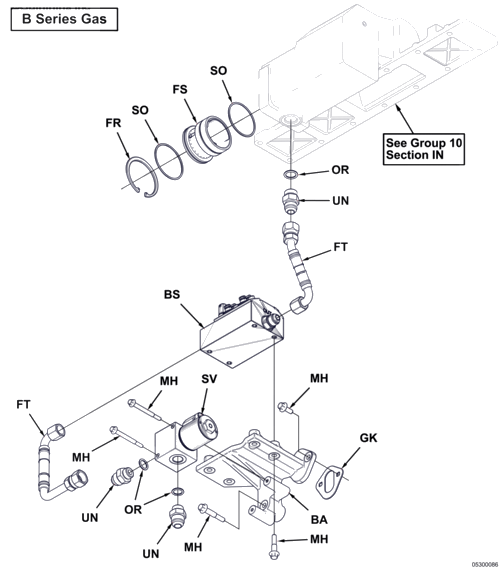 B Series Gas
SO
FS
SO
FR
See Group 10
Section IN
OR
UN
FT
BS
MH
SV
MH
FT
MH
GK
UN
OR
BA
MH
MH
UN
05300086